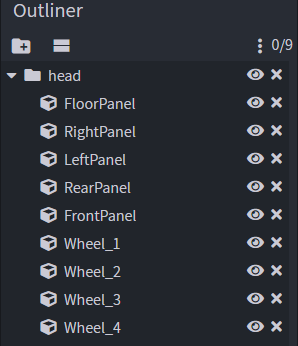 Outliner
0/9
head
FloorPanel
RightPanel
LeftPanel
RearPanel
FrontPanel
Wheel_1
Wheel_2
Wheel_3
Wheel_4